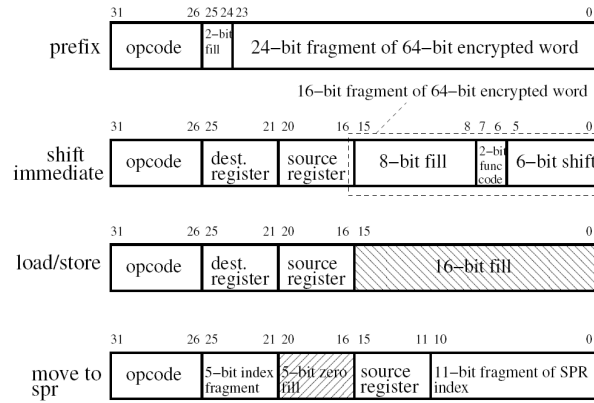 31 26 25 24 23 0
prefix opcode 2-bit fill 24-bit fragment of 64-bit encrypted word
16-bit fragment of 64-bit encrypted word
31 26 25 21 20 16 15 8 7 6 5 0
shift immediate opcode dest. register source register 8-bit fill 2-bit func code 6-bit shift
31 26 25 21 20 16 15 0
load/store opcode dest. register source register 16-bit fill
31 26 25 21 20 16 15 11 10 0
move to spr opcode 5-bit index fragment 5-bit zero fill source register 11-bit fragment of SPR index